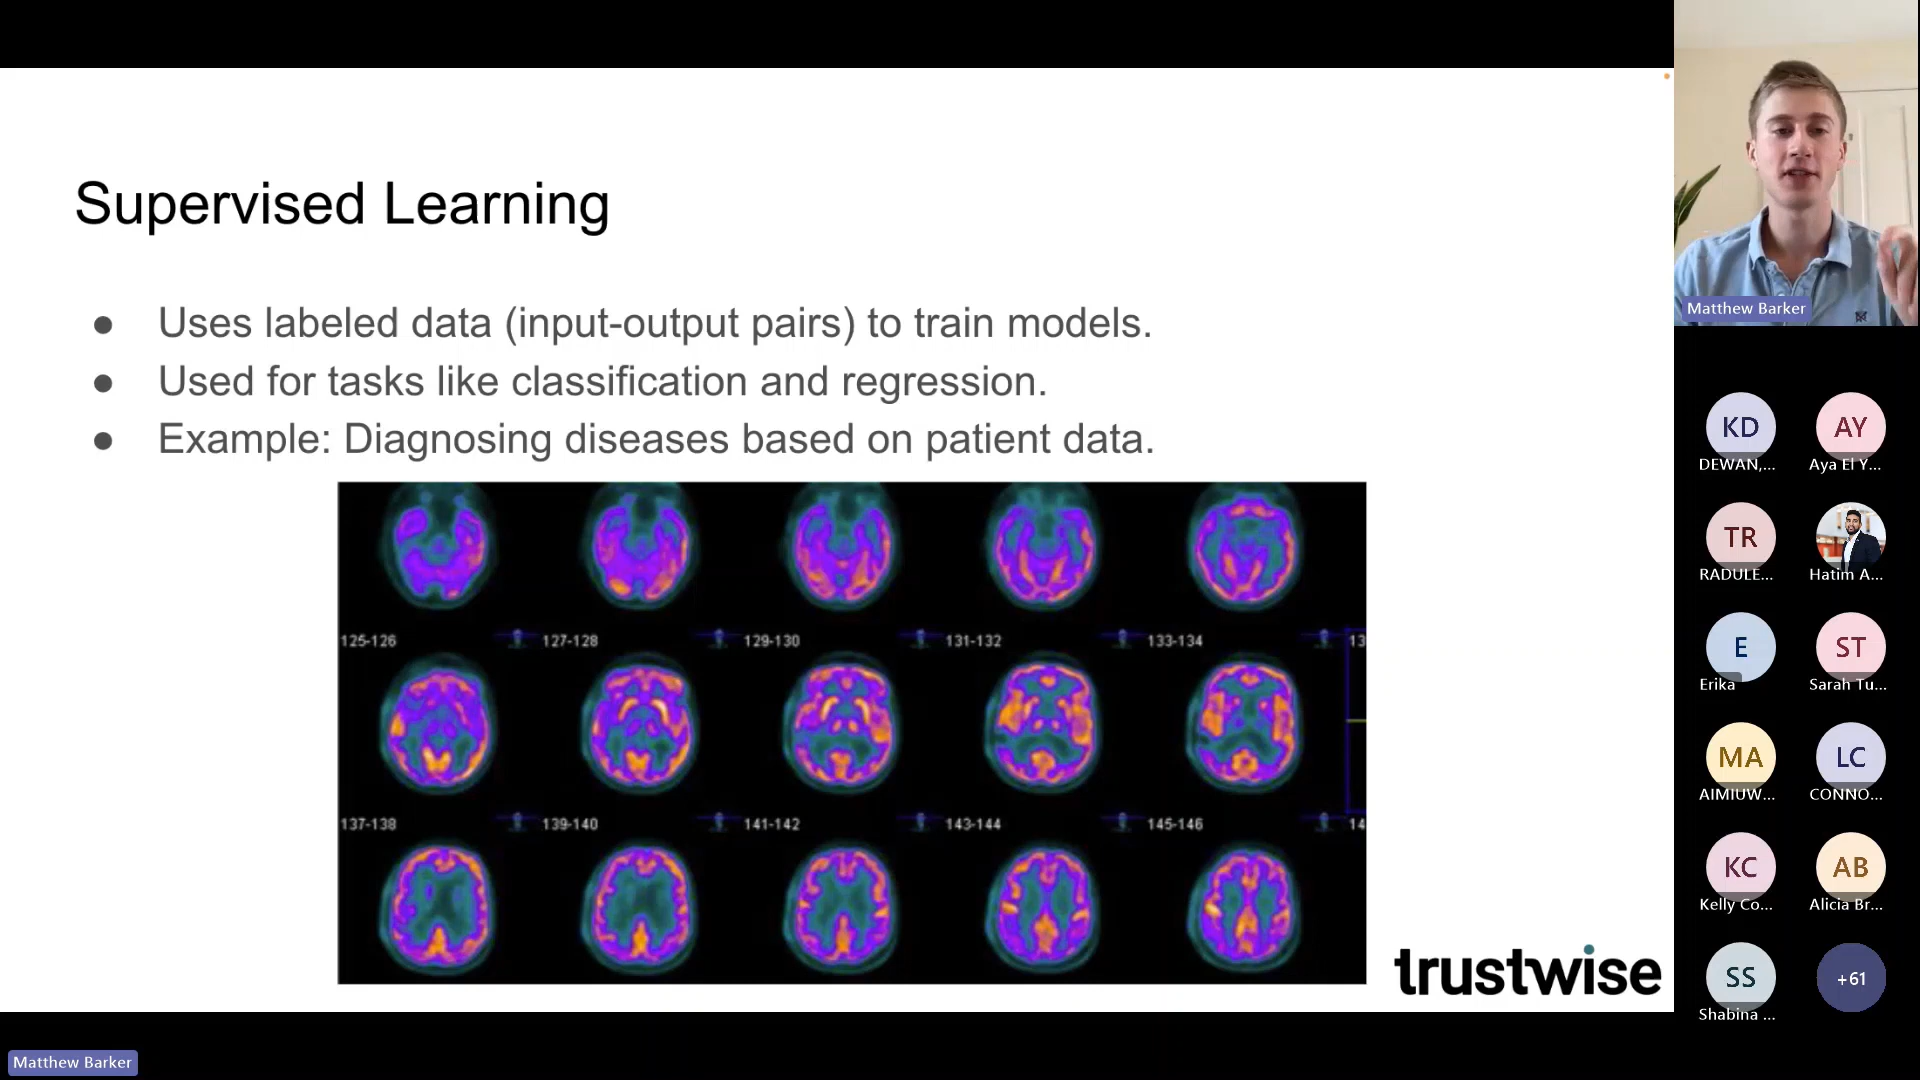 Supervised Learning
● Uses labeled data (input-output pairs) to train models.
● Used for tasks like classification and regression.
● Example: Diagnosing diseases based on patient data.
125-126
127-128
129-130
131-132
133-134
13
137-138
139-140
141-142
143-144
145-146
14
trustwise
Matthew Barker
KD
DEWAN,...
AY
Aya El Y...
TR
RADULE...
Hatim A...
E
Erika
ST
Sarah Tu...
MA
AIMIUW...
LC
CONNO...
KC
Kelly Co...
AB
Alicia Br...
SS
Shabina ...
+61
Matthew Barker